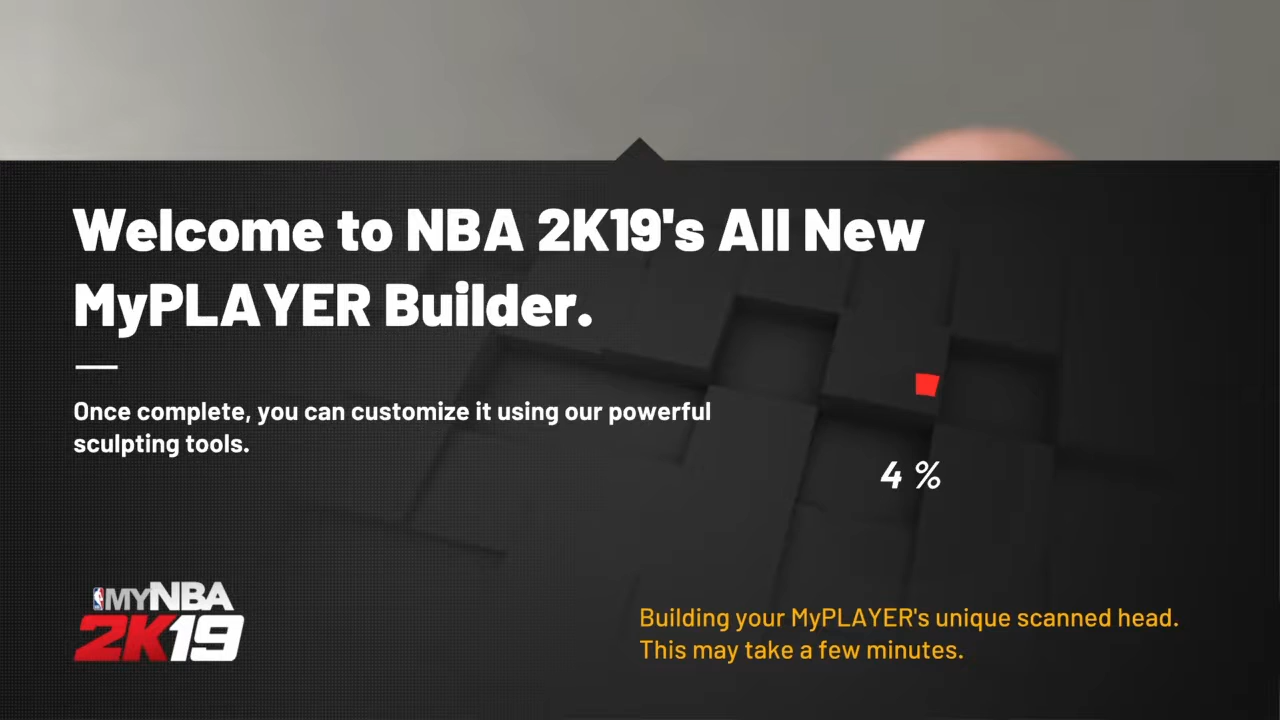 Welcome to NBA 2K19's All New
MyPLAYER Builder.
Once complete, you can customize it using our powerful
sculpting tools.
4 %
MYNBA
2K19
Building your MyPLAYER's unique scanned head.
This may take a few minutes.